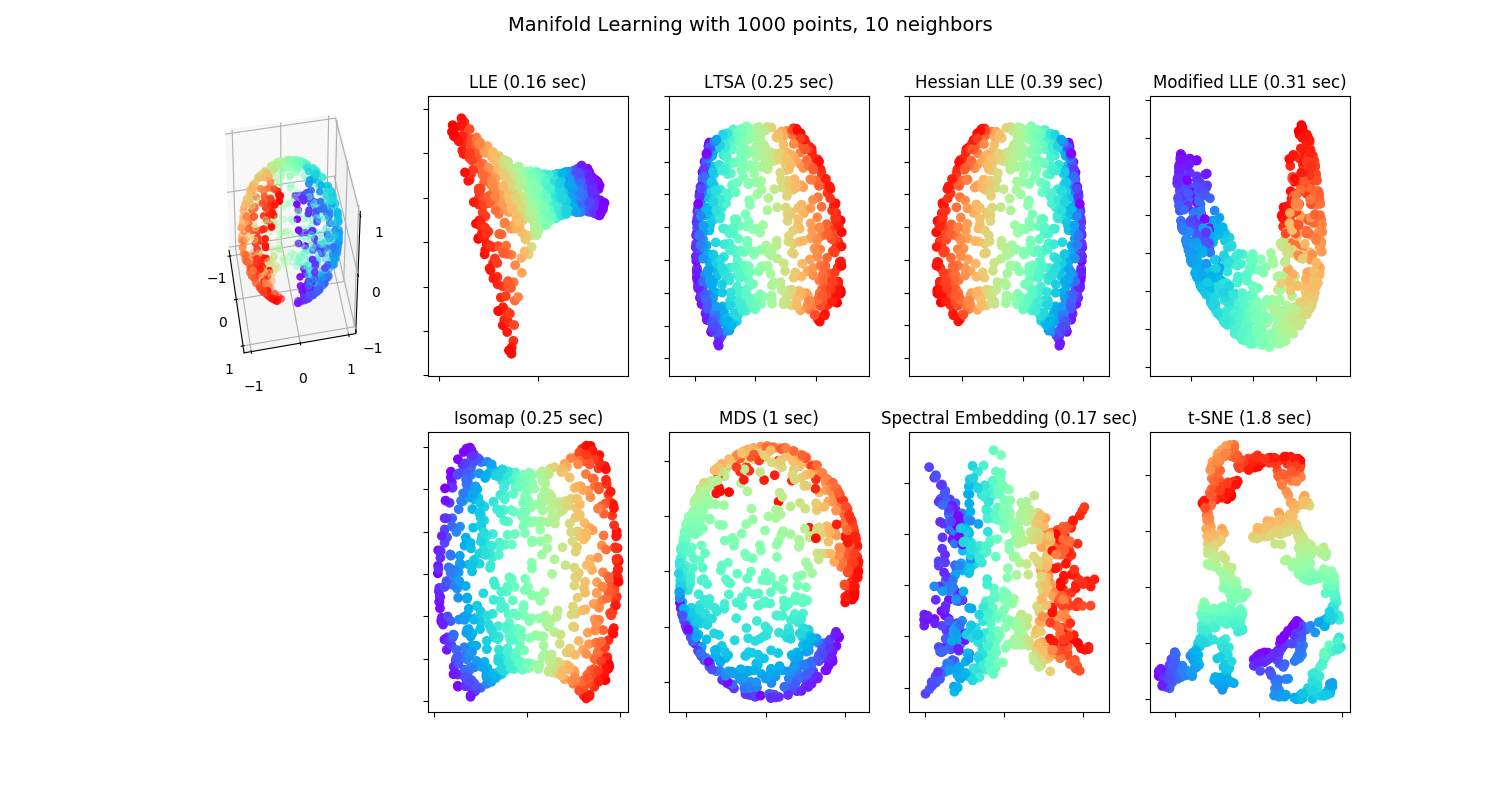 Manifold Learning with 1000 points, 10 neighbors
LLE (0.16 sec)
LTSA (0.25 sec)
Hessian LLE (0.39 sec)
Modified LLE (0.31 sec)
−1
0
1
−1
0
1
−1
0
1
Isomap (0.25 sec)
MDS (1 sec)
Spectral Embedding (0.17 sec)
t-SNE (1.8 sec)